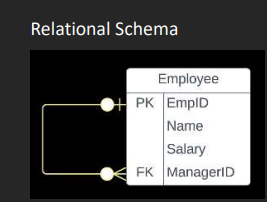 Relational Schema
Employee
PK EmpID
Name
Salary
FK ManagerID